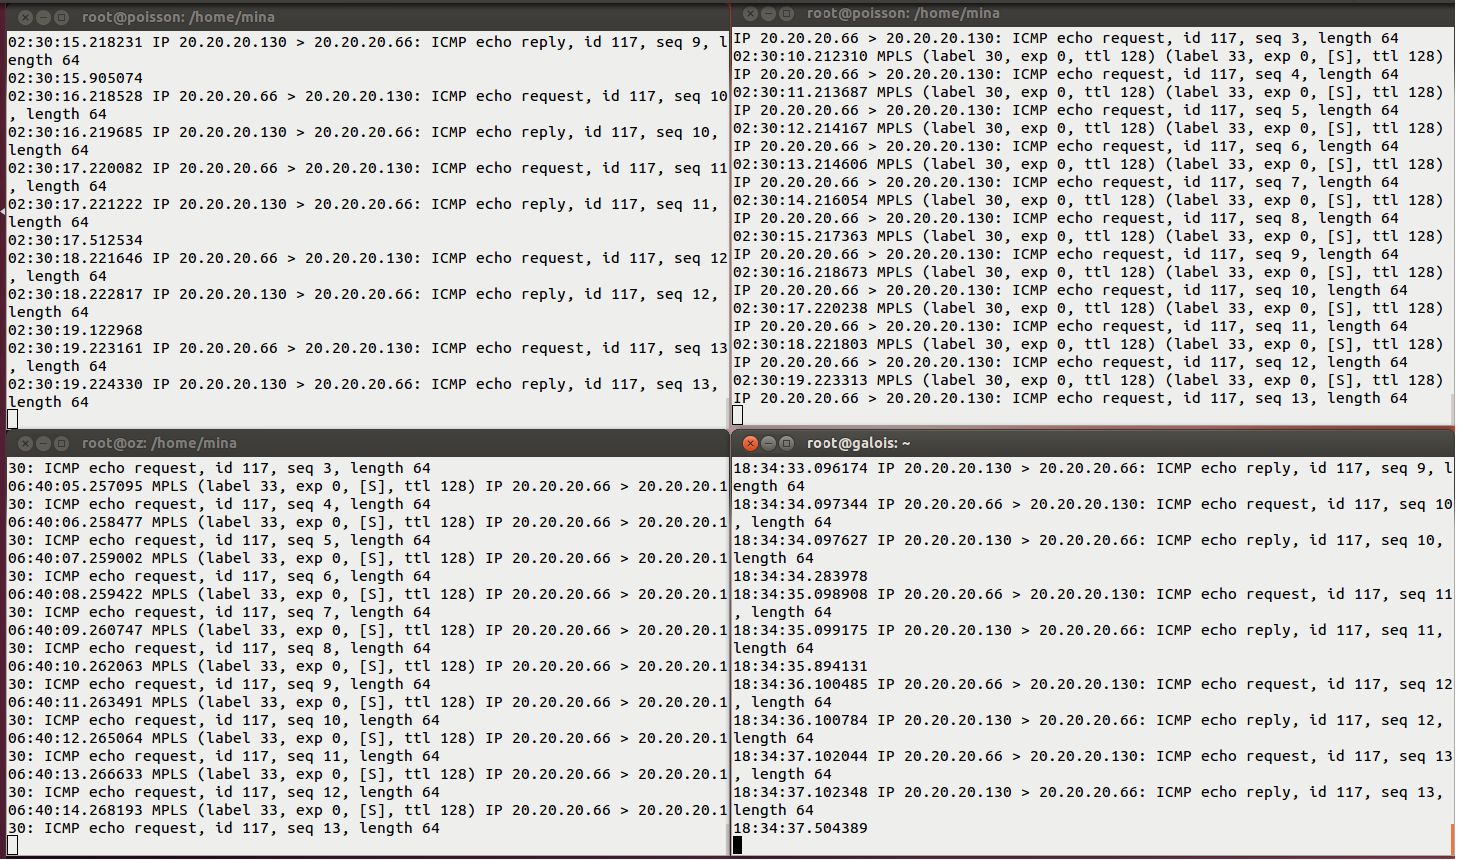 root@poisson: /home/mina
02:30:15.218231 IP 20.20.20.130 > 20.20.20.66: ICMP echo reply, id 117, seq 9, l
ength 64
02:30:15.905074
02:30:16.218528 IP 20.20.20.66 > 20.20.20.130: ICMP echo request, id 117, seq 10
, length 64
02:30:16.219685 IP 20.20.20.130 > 20.20.20.66: ICMP echo reply, id 117, seq 10,
length 64
02:30:17.220082 IP 20.20.20.66 > 20.20.20.130: ICMP echo request, id 117, seq 11
, length 64
02:30:17.221222 IP 20.20.20.130 > 20.20.20.66: ICMP echo reply, id 117, seq 11,
length 64
02:30:17.512534
02:30:18.221646 IP 20.20.20.66 > 20.20.20.130: ICMP echo request, id 117, seq 12
, length 64
02:30:18.222817 IP 20.20.20.130 > 20.20.20.66: ICMP echo reply, id 117, seq 12,
length 64
02:30:19.122968
02:30:19.223161 IP 20.20.20.66 > 20.20.20.130: ICMP echo request, id 117, seq 13
, length 64
02:30:19.224330 IP 20.20.20.130 > 20.20.20.66: ICMP echo reply, id 117, seq 13,
length 64
root@poisson: /home/mina
IP 20.20.20.66 > 20.20.20.130: ICMP echo request, id 117, seq 3, length 64
02:30:10.212310 MPLS (label 30, exp 0, ttl 128) (label 33, exp 0, [S], ttl 128)
IP 20.20.20.66 > 20.20.20.130: ICMP echo request, id 117, seq 4, length 64
02:30:11.213687 MPLS (label 30, exp 0, ttl 128) (label 33, exp 0, [S], ttl 128)
IP 20.20.20.66 > 20.20.20.130: ICMP echo request, id 117, seq 5, length 64
02:30:12.214167 MPLS (label 30, exp 0, ttl 128) (label 33, exp 0, [S], ttl 128)
IP 20.20.20.66 > 20.20.20.130: ICMP echo request, id 117, seq 6, length 64
02:30:13.214606 MPLS (label 30, exp 0, ttl 128) (label 33, exp 0, [S], ttl 128)
IP 20.20.20.66 > 20.20.20.130: ICMP echo request, id 117, seq 7, length 64
02:30:14.216054 MPLS (label 30, exp 0, ttl 128) (label 33, exp 0, [S], ttl 128)
IP 20.20.20.66 > 20.20.20.130: ICMP echo request, id 117, seq 8, length 64
02:30:15.217363 MPLS (label 30, exp 0, ttl 128) (label 33, exp 0, [S], ttl 128)
IP 20.20.20.66 > 20.20.20.130: ICMP echo request, id 117, seq 9, length 64
02:30:16.218673 MPLS (label 30, exp 0, ttl 128) (label 33, exp 0, [S], ttl 128)
IP 20.20.20.66 > 20.20.20.130: ICMP echo request, id 117, seq 10, length 64
02:30:17.220238 MPLS (label 30, exp 0, ttl 128) (label 33, exp 0, [S], ttl 128)
IP 20.20.20.66 > 20.20.20.130: ICMP echo request, id 117, seq 11, length 64
02:30:18.221803 MPLS (label 30, exp 0, ttl 128) (label 33, exp 0, [S], ttl 128)
IP 20.20.20.66 > 20.20.20.130: ICMP echo request, id 117, seq 12, length 64
02:30:19.223313 MPLS (label 30, exp 0, ttl 128) (label 33, exp 0, [S], ttl 128)
IP 20.20.20.66 > 20.20.20.130: ICMP echo request, id 117, seq 13, length 64
root@oz: /home/mina
30: ICMP echo request, id 117, seq 3, length 64
06:40:05.257095 MPLS (label 33, exp 0, [S], ttl 128) IP 20.20.20.66 > 20.20.20.1
30: ICMP echo request, id 117, seq 4, length 64
06:40:06.258477 MPLS (label 33, exp 0, [S], ttl 128) IP 20.20.20.66 > 20.20.20.1
30: ICMP echo request, id 117, seq 5, length 64
06:40:07.259002 MPLS (label 33, exp 0, [S], ttl 128) IP 20.20.20.66 > 20.20.20.1
30: ICMP echo request, id 117, seq 6, length 64
06:40:08.259422 MPLS (label 33, exp 0, [S], ttl 128) IP 20.20.20.66 > 20.20.20.1
30: ICMP echo request, id 117, seq 7, length 64
06:40:09.260747 MPLS (label 33, exp 0, [S], ttl 128) IP 20.20.20.66 > 20.20.20.1
30: ICMP echo request, id 117, seq 8, length 64
06:40:10.262063 MPLS (label 33, exp 0, [S], ttl 128) IP 20.20.20.66 > 20.20.20.1
30: ICMP echo request, id 117, seq 9, length 64
06:40:11.263491 MPLS (label 33, exp 0, [S], ttl 128) IP 20.20.20.66 > 20.20.20.1
30: ICMP echo request, id 117, seq 10, length 64
06:40:12.265064 MPLS (label 33, exp 0, [S], ttl 128) IP 20.20.20.66 > 20.20.20.1
30: ICMP echo request, id 117, seq 11, length 64
06:40:13.266633 MPLS (label 33, exp 0, [S], ttl 128) IP 20.20.20.66 > 20.20.20.1
30: ICMP echo request, id 117, seq 12, length 64
06:40:14.268193 MPLS (label 33, exp 0, [S], ttl 128) IP 20.20.20.66 > 20.20.20.1
30: ICMP echo request, id 117, seq 13, length 64
root@galois: ~
18:34:33.096174 IP 20.20.20.130 > 20.20.20.66: ICMP echo reply, id 117, seq 9, l
ength 64
18:34:34.097344 IP 20.20.20.66 > 20.20.20.130: ICMP echo request, id 117, seq 10
, length 64
18:34:34.097627 IP 20.20.20.130 > 20.20.20.66: ICMP echo reply, id 117, seq 10,
length 64
18:34:34.283978
18:34:35.098908 IP 20.20.20.66 > 20.20.20.130: ICMP echo request, id 117, seq 11
, length 64
18:34:35.099175 IP 20.20.20.130 > 20.20.20.66: ICMP echo reply, id 117, seq 11,
length 64
18:34:35.894131
18:34:36.100485 IP 20.20.20.66 > 20.20.20.130: ICMP echo request, id 117, seq 12
, length 64
18:34:36.100784 IP 20.20.20.130 > 20.20.20.66: ICMP echo reply, id 117, seq 12,
length 64
18:34:37.102044 IP 20.20.20.66 > 20.20.20.130: ICMP echo request, id 117, seq 13
, length 64
18:34:37.102348 IP 20.20.20.130 > 20.20.20.66: ICMP echo reply, id 117, seq 13,
length 64
18:34:37.504389